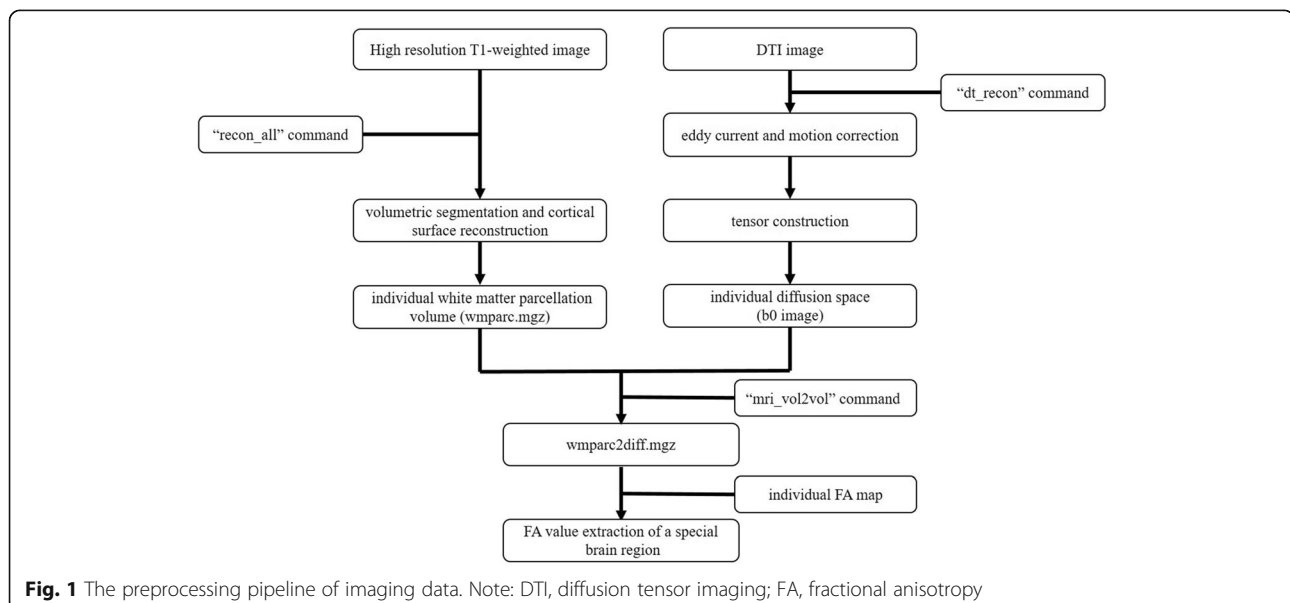 High resolution T1-weighted image
DTI image
“dt_recon” command
“recon_all” command
eddy current and motion correction
volumetric segmentation and cortical
surface reconstruction
tensor construction
individual white matter parcellation
volume (wmparc.mgz)
individual diffusion space
(b0 image)
“mri_vol2vol” command
wmparc2diff.mgz
individual FA map
FA value extraction of a special
brain region
Fig. 1 The preprocessing pipeline of imaging data. Note: DTI, diffusion tensor imaging; FA, fractional anisotropy